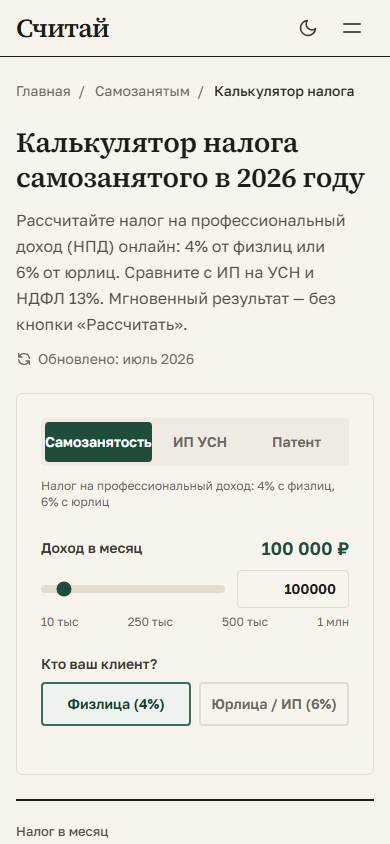 Считай
Главная / Самозанятым / Калькулятор налога
Калькулятор налога
самозанятого в 2026 году
Рассчитайте налог на профессиональный
доход (НПД) онлайн: 4% от физлиц или
6% от юрлиц. Сравните с ИП на УСН и
НДФЛ 13%. Мгновенный результат — без
кнопки «Рассчитать».
Обновлено: июль 2026
Самозанятость ИП УСН Патент
Налог на профессиональный доход: 4% с физлиц,
6% с юрлиц
Доход в месяц 100 000 ₽
100000
10 тыс 250 тыс 500 тыс 1 млн
Кто ваш клиент?
Физлица (4%) Юрлица / ИП (6%)
Налог в месяц